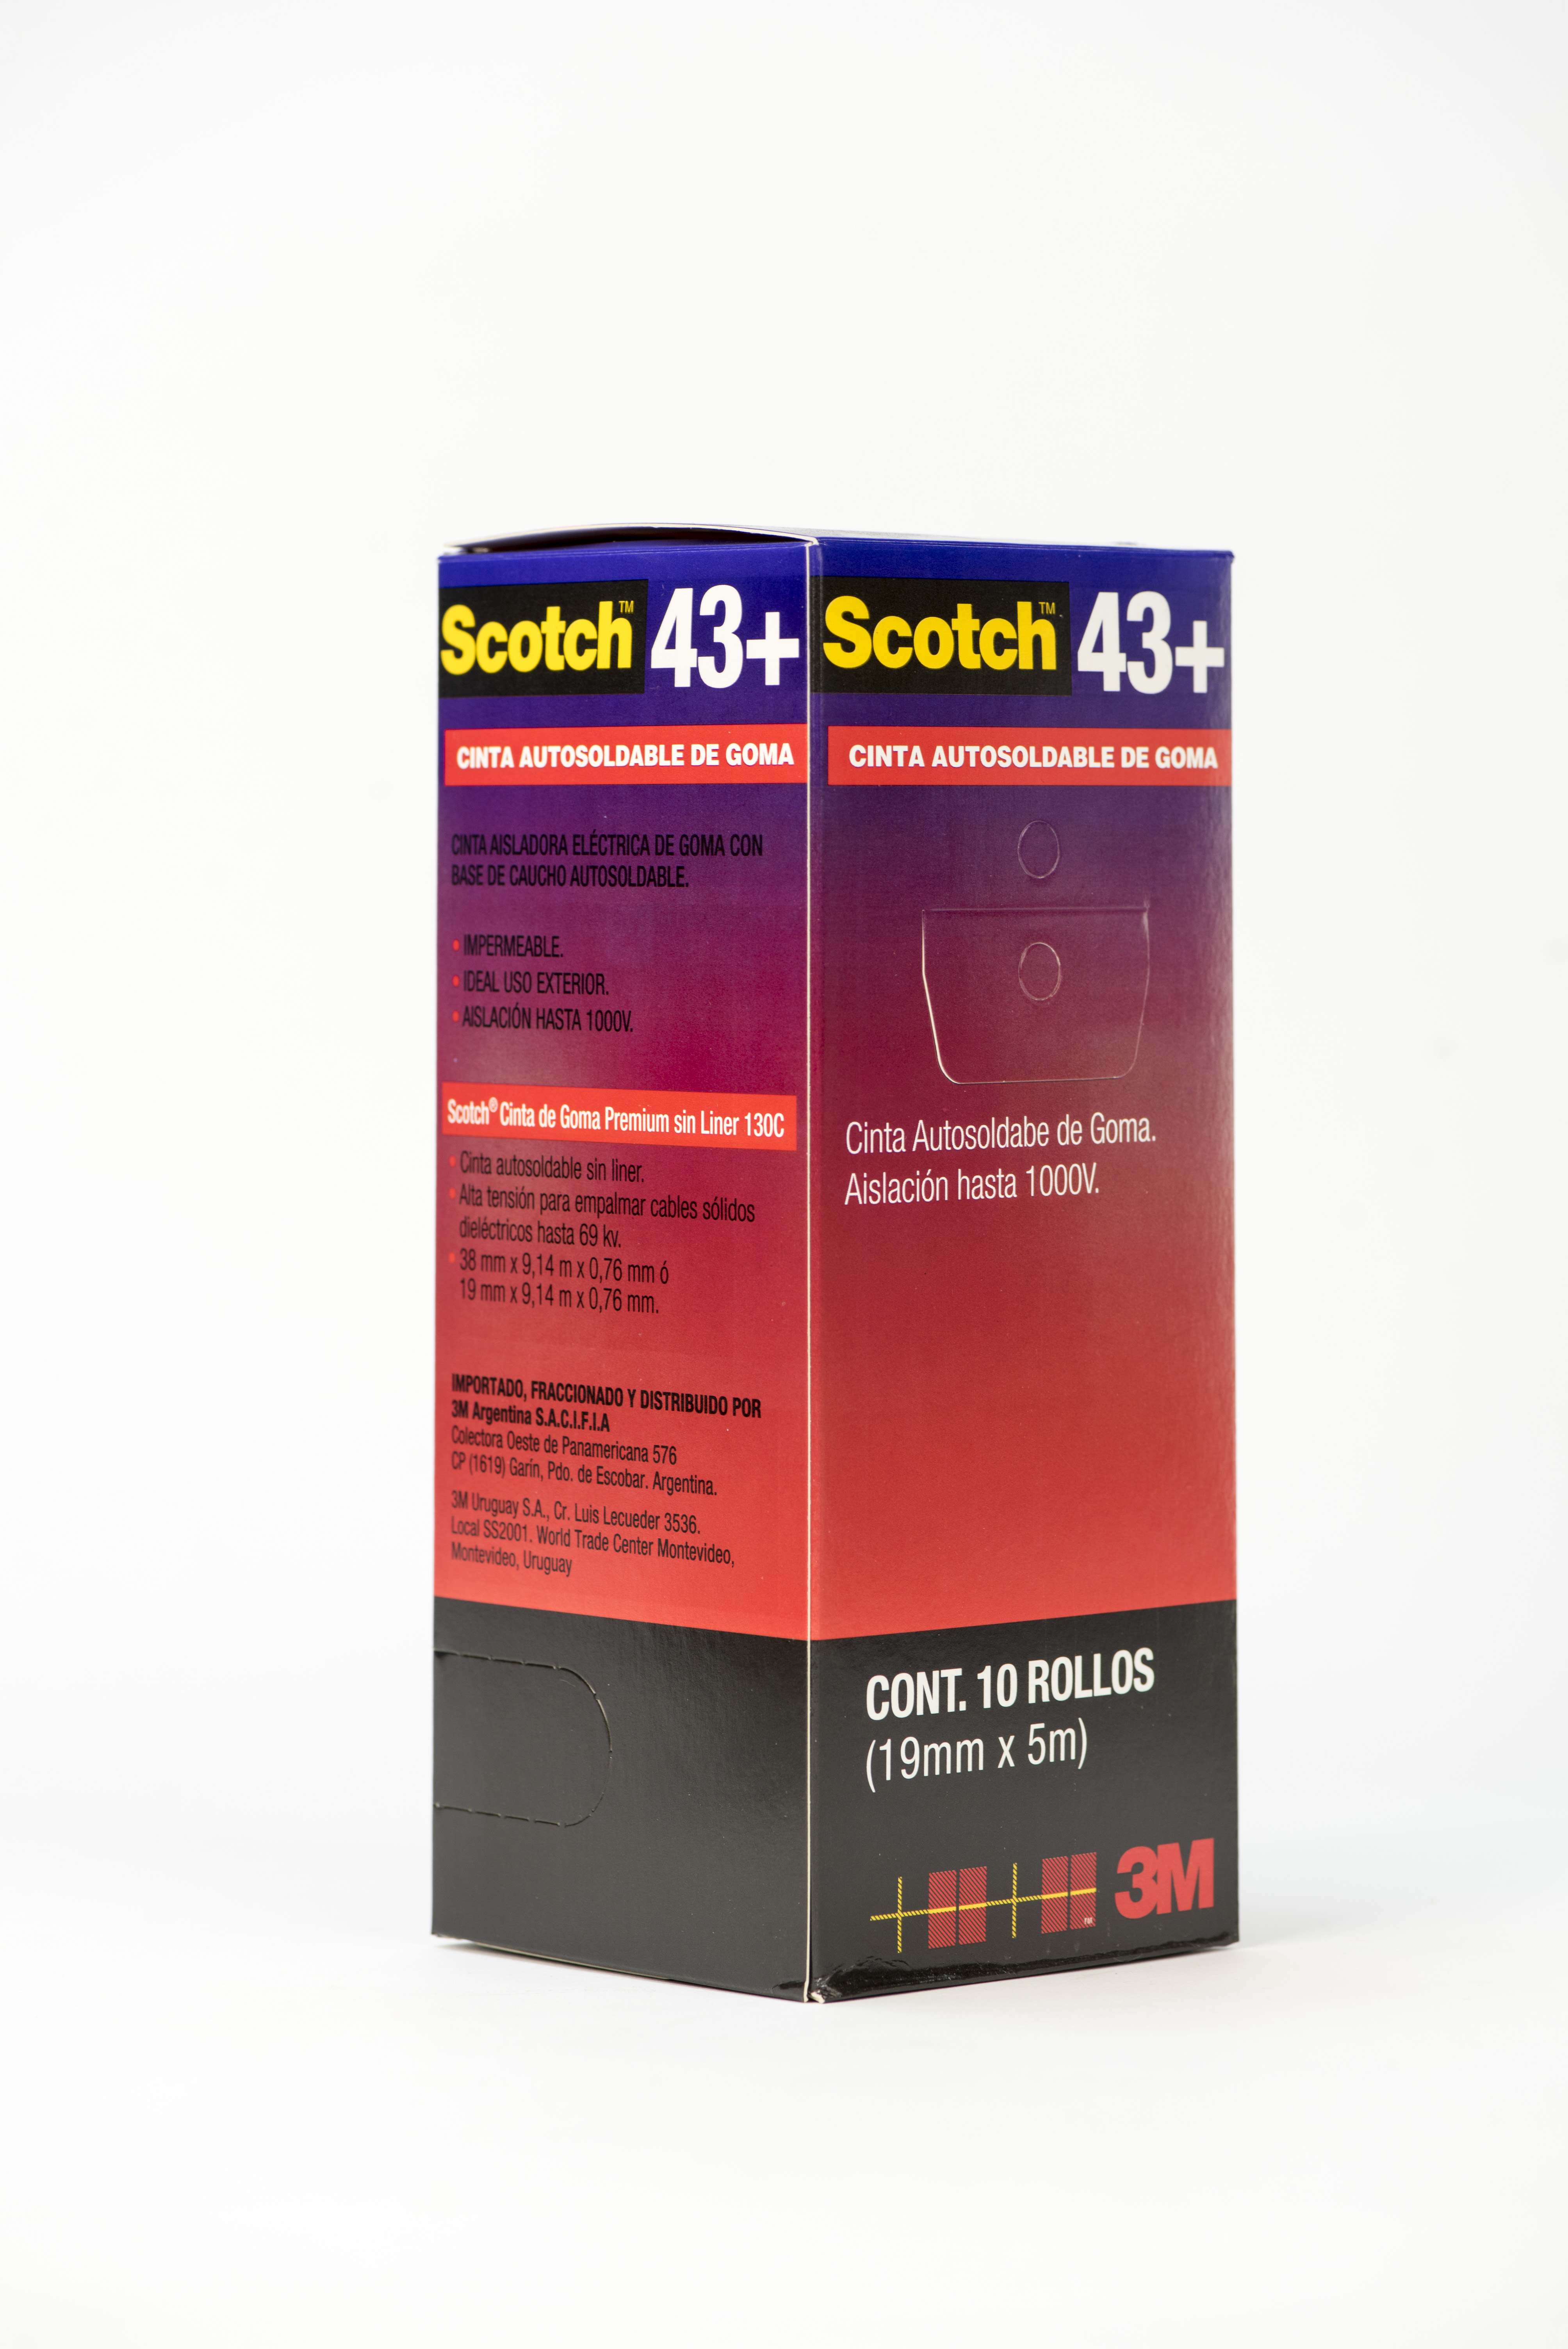 Scotch™ 43+
CINTA AUTOSOLDABLE DE GOMA
CINTA AISLADORA ELÉCTRICA DE GOMA CON
BASE DE CAUCHO AUTOSOLDABLE.
• IMPERMEABLE.
• IDEAL USO EXTERIOR.
• AISLACIÓN HASTA 1000V.
Scotch® Cinta de Goma Premium sin Liner 130C
• Cinta autosoldable sin liner.
• Alta tensión para empalmar cables sólidos
dieléctricos hasta 69 kv.
• 38 mm x 9,14 m x 0,76 mm ó
19 mm x 9,14 m x 0,76 mm.
IMPORTADO, FRACCIONADO Y DISTRIBUIDO POR
3M Argentina S.A.C.I.F.I.A
Colectora Oeste de Panamericana 576
CP (1619) Garín, Pdo. de Escobar. Argentina.
3M Uruguay S.A., Cr. Luis Lecueder 3536.
Local SS2001. World Trade Center Montevideo,
Montevideo, Uruguay
Scotch™ 43+
CINTA AUTOSOLDABLE DE GOMA
Cinta Autosoldabe de Goma.
Aislación hasta 1000V.
CONT. 10 ROLLOS
(19mm x 5m)
3M